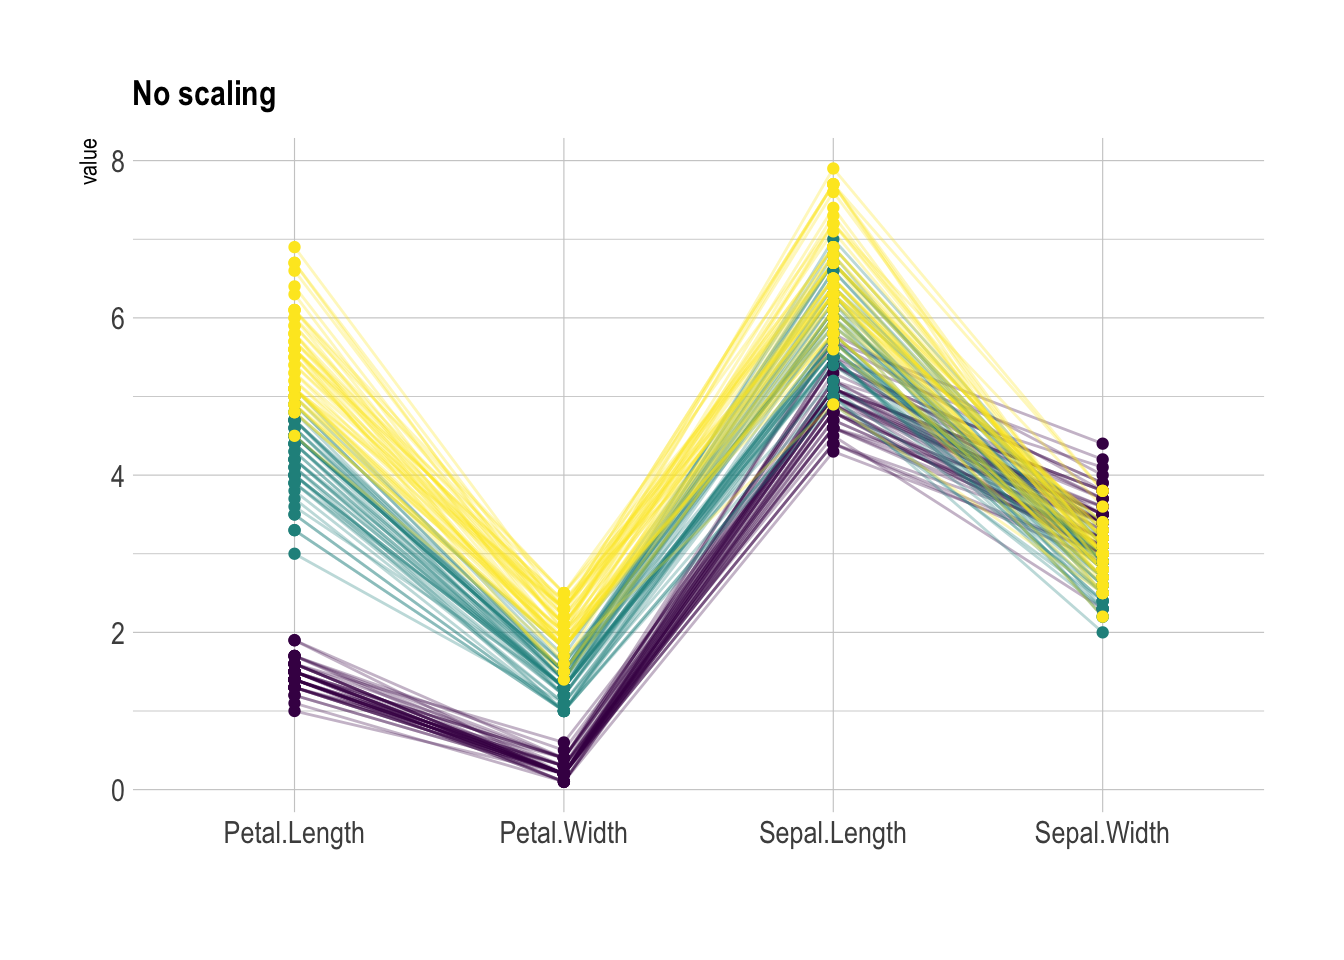 No scaling
value
8
6
4
2
0
Petal.Length
Petal.Width
Sepal.Length
Sepal.Width